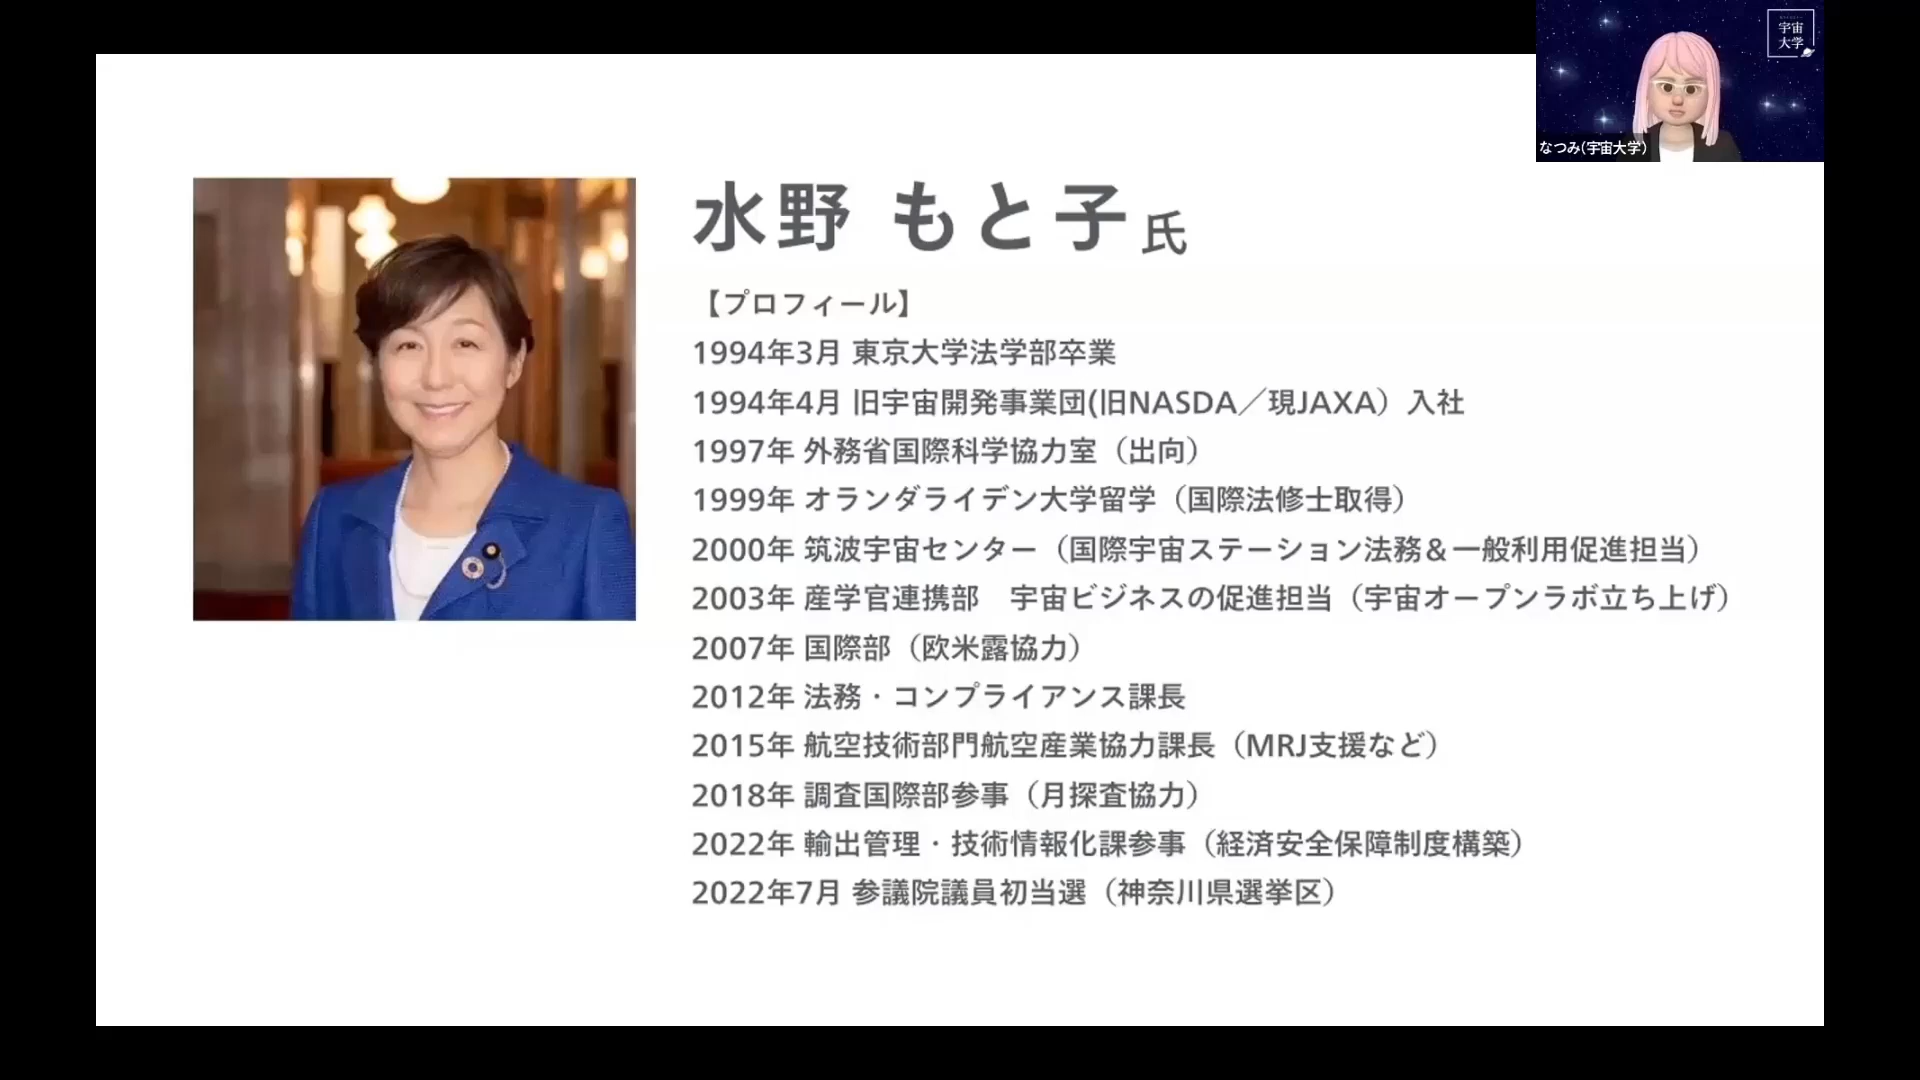 宇宙
大学
なつみ(宇宙大学)
水野 もと子氏
【プロフィール】
1994年3月 東京大学法学部卒業
1994年4月 旧宇宙開発事業団(旧NASDA／現JAXA）入社
1997年 外務省国際科学協力室（出向）
1999年 オランダライデン大学留学（国際法修士取得）
2000年 筑波宇宙センター（国際宇宙ステーション法務＆一般利用促進担当）
2003年 産学官連携部　宇宙ビジネスの促進担当（宇宙オープンラボ立ち上げ）
2007年 国際部（欧米露協力）
2012年 法務・コンプライアンス課長
2015年 航空技術部門航空産業協力課長（MRJ支援など）
2018年 調査国際部参事（月探査協力）
2022年 輸出管理・技術情報化課参事（経済安全保障制度構築）
2022年7月 参議院議員初当選（神奈川県選挙区）